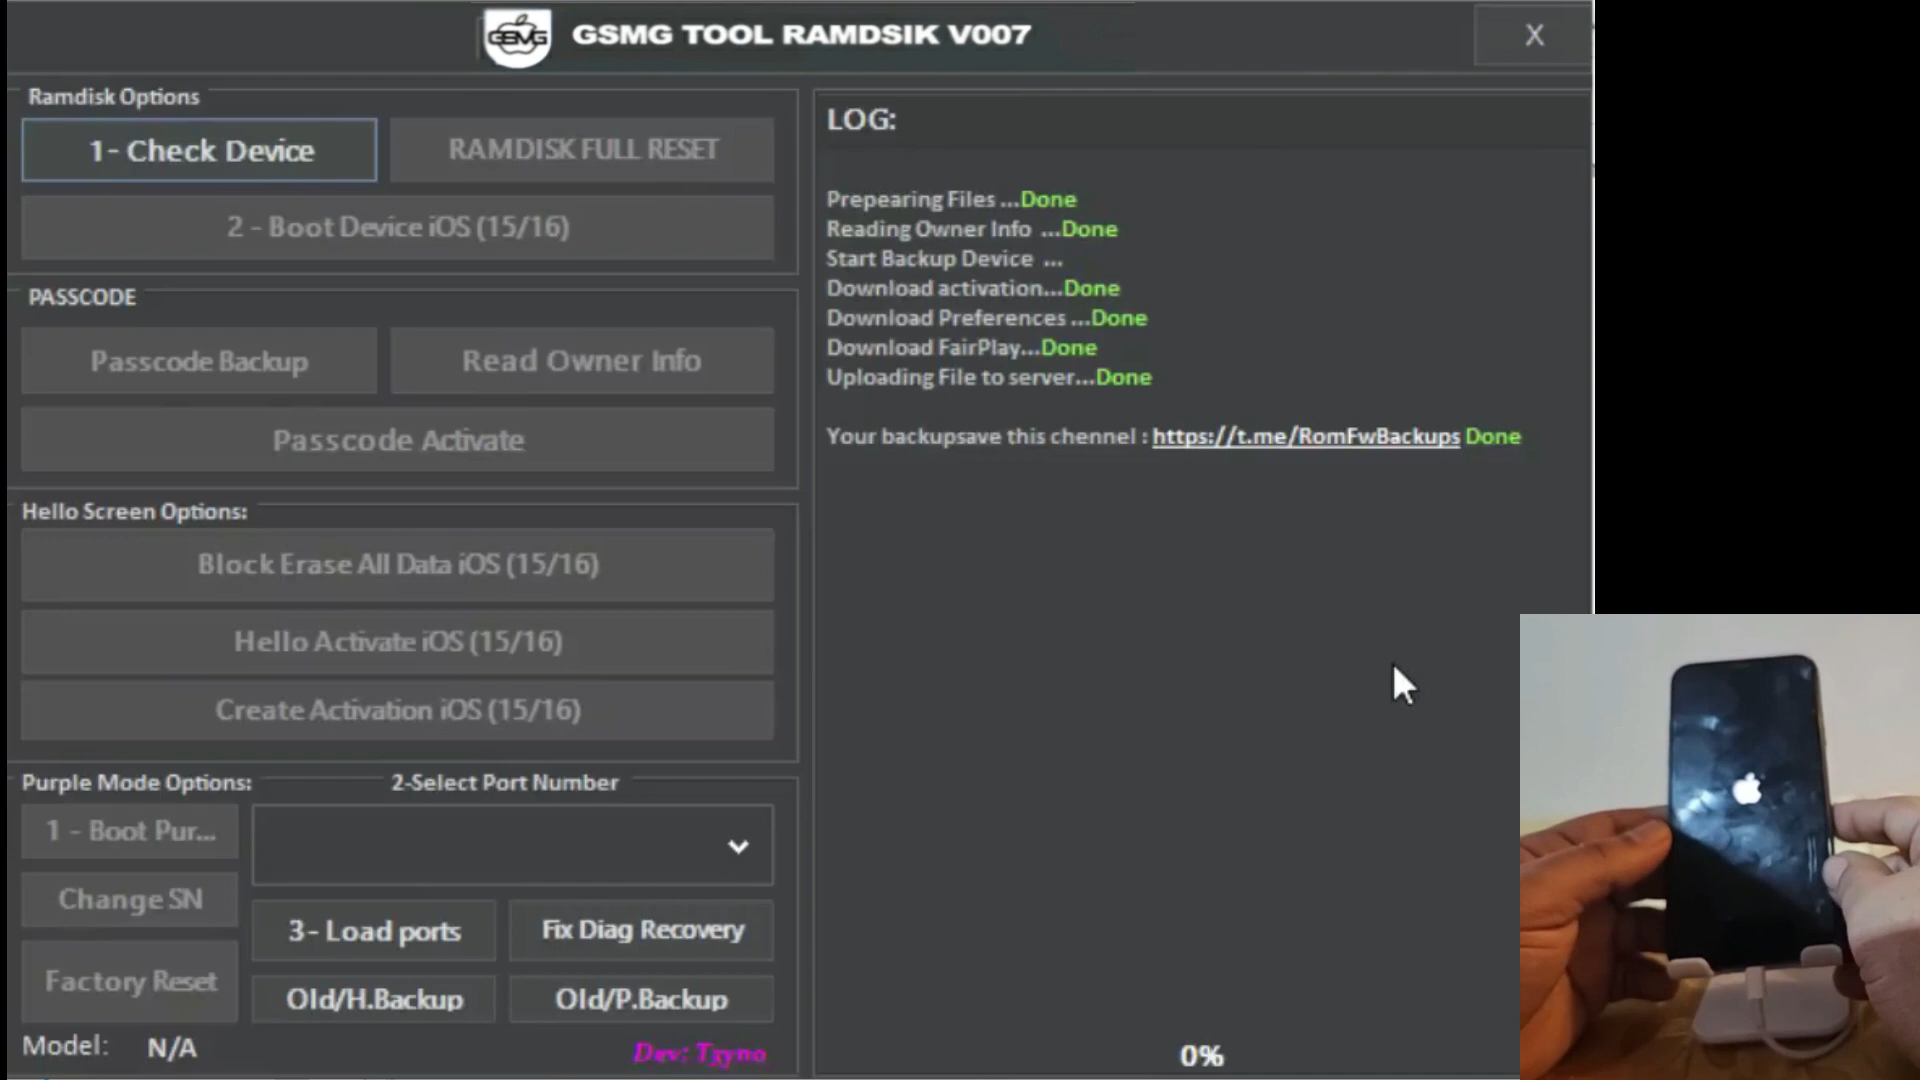 GSMG
GSMG TOOL RAMDSIK V007
X
Ramdisk Options
1- Check Device
RAMDISK FULL RESET
2 - Boot Device iOS (15/16)
PASSCODE
Passcode Backup
Read Owner Info
Passcode Activate
Hello Screen Options:
Block Erase All Data iOS (15/16)
Hello Activate iOS (15/16)
Create Activation iOS (15/16)
Purple Mode Options:
2-Select Port Number
1 - Boot Pur...
Change SN
3- Load ports
Fix Diag Recovery
Factory Reset
Old/H.Backup
Old/P.Backup
Model: N/A
Dev: Txyno
LOG:
Prepearing Files ...Done
Reading Owner Info ...Done
Start Backup Device ...
Download activation...Done
Download Preferences ...Done
Download FairPlay...Done
Uploading File to server...Done
Your backupsave this chennel : https://t.me/RomFwBackups Done
0%